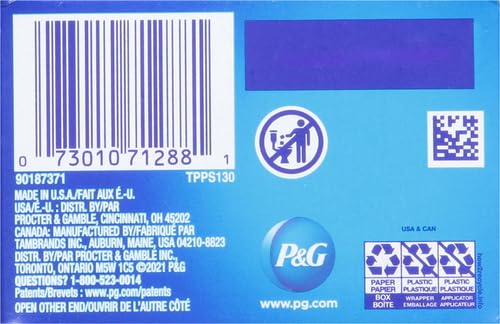 0 73010 71288 1
90187371 TPPS130
MADE IN U.S.A./FAIT AUX É.-U.
USA/É.-U. : DISTR. BY/PAR
PROCTER & GAMBLE, CINCINNATI, OH 45202
CANADA: MANUFACTURED BY/FABRIQUÉ PAR
TAMBRANDS INC., AUBURN, MAINE, USA 04210-8823
DISTR. BY/PAR PROCTER & GAMBLE INC.,
TORONTO, ONTARIO M5W 1C5 ©2021 P&G
QUESTIONS? 1-800-523-0014
Patents/Brevets : www.pg.com/patents
OPEN OTHER END/OUVRIR DE L'AUTRE CÔTÉ
P&G
www.pg.com
USA & CAN
PAPER PLASTIC PLASTIC
PAPIER PLASTIQUE PLASTIQUE
BOX WRAPPER APPLICATOR
BOÎTE EMBALLAGE APPLICATEUR
how2recycle.info